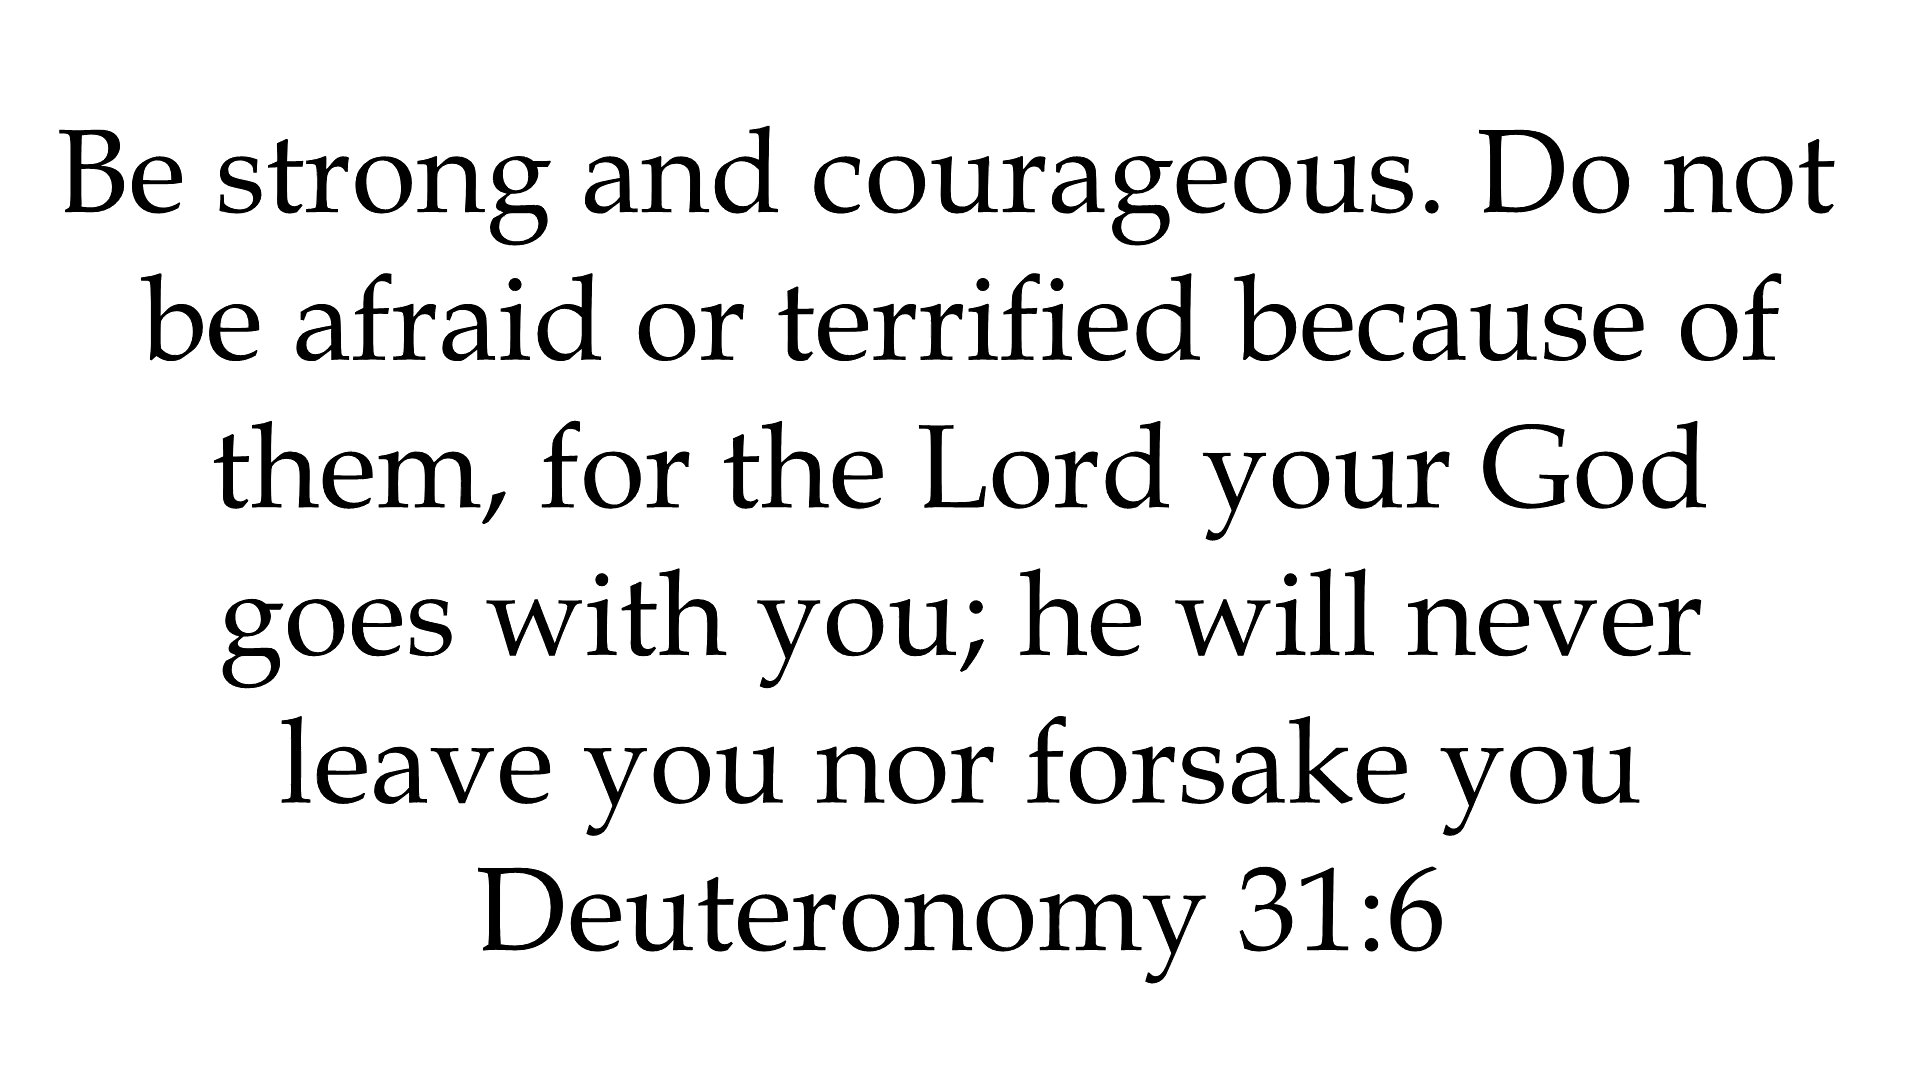 Be strong and courageous. Do not
be afraid or terrified because of
them, for the Lord your God
goes with you; he will never
leave you nor forsake you
Deuteronomy 31:6